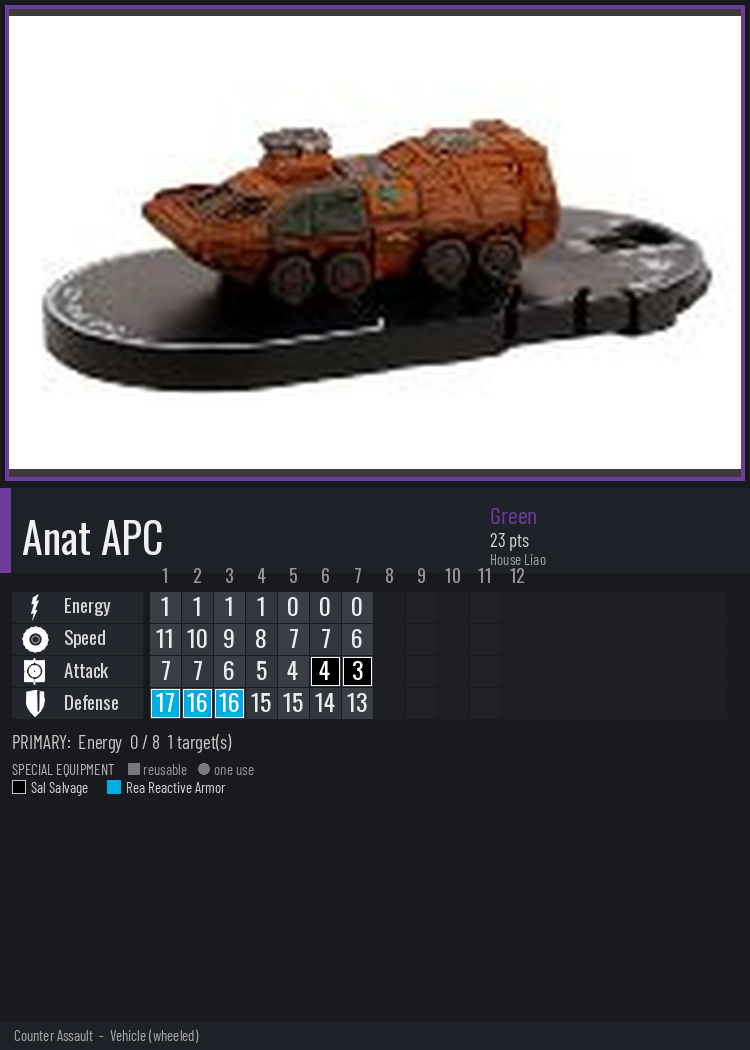 Anat APC
Green
23 pts
House Liao
1 2 3 4 5 6 7 8 9 10 11 12
Energy 1 1 1 1 0 0 0
Speed 11 10 9 8 7 7 6
Attack 7 7 6 5 4 4 3
Defense 17 16 16 15 15 14 13
PRIMARY: Energy 0 / 8 1 target(s)
SPECIAL EQUIPMENT reusable one use
Sal Salvage Rea Reactive Armor
Counter Assault - Vehicle (wheeled)